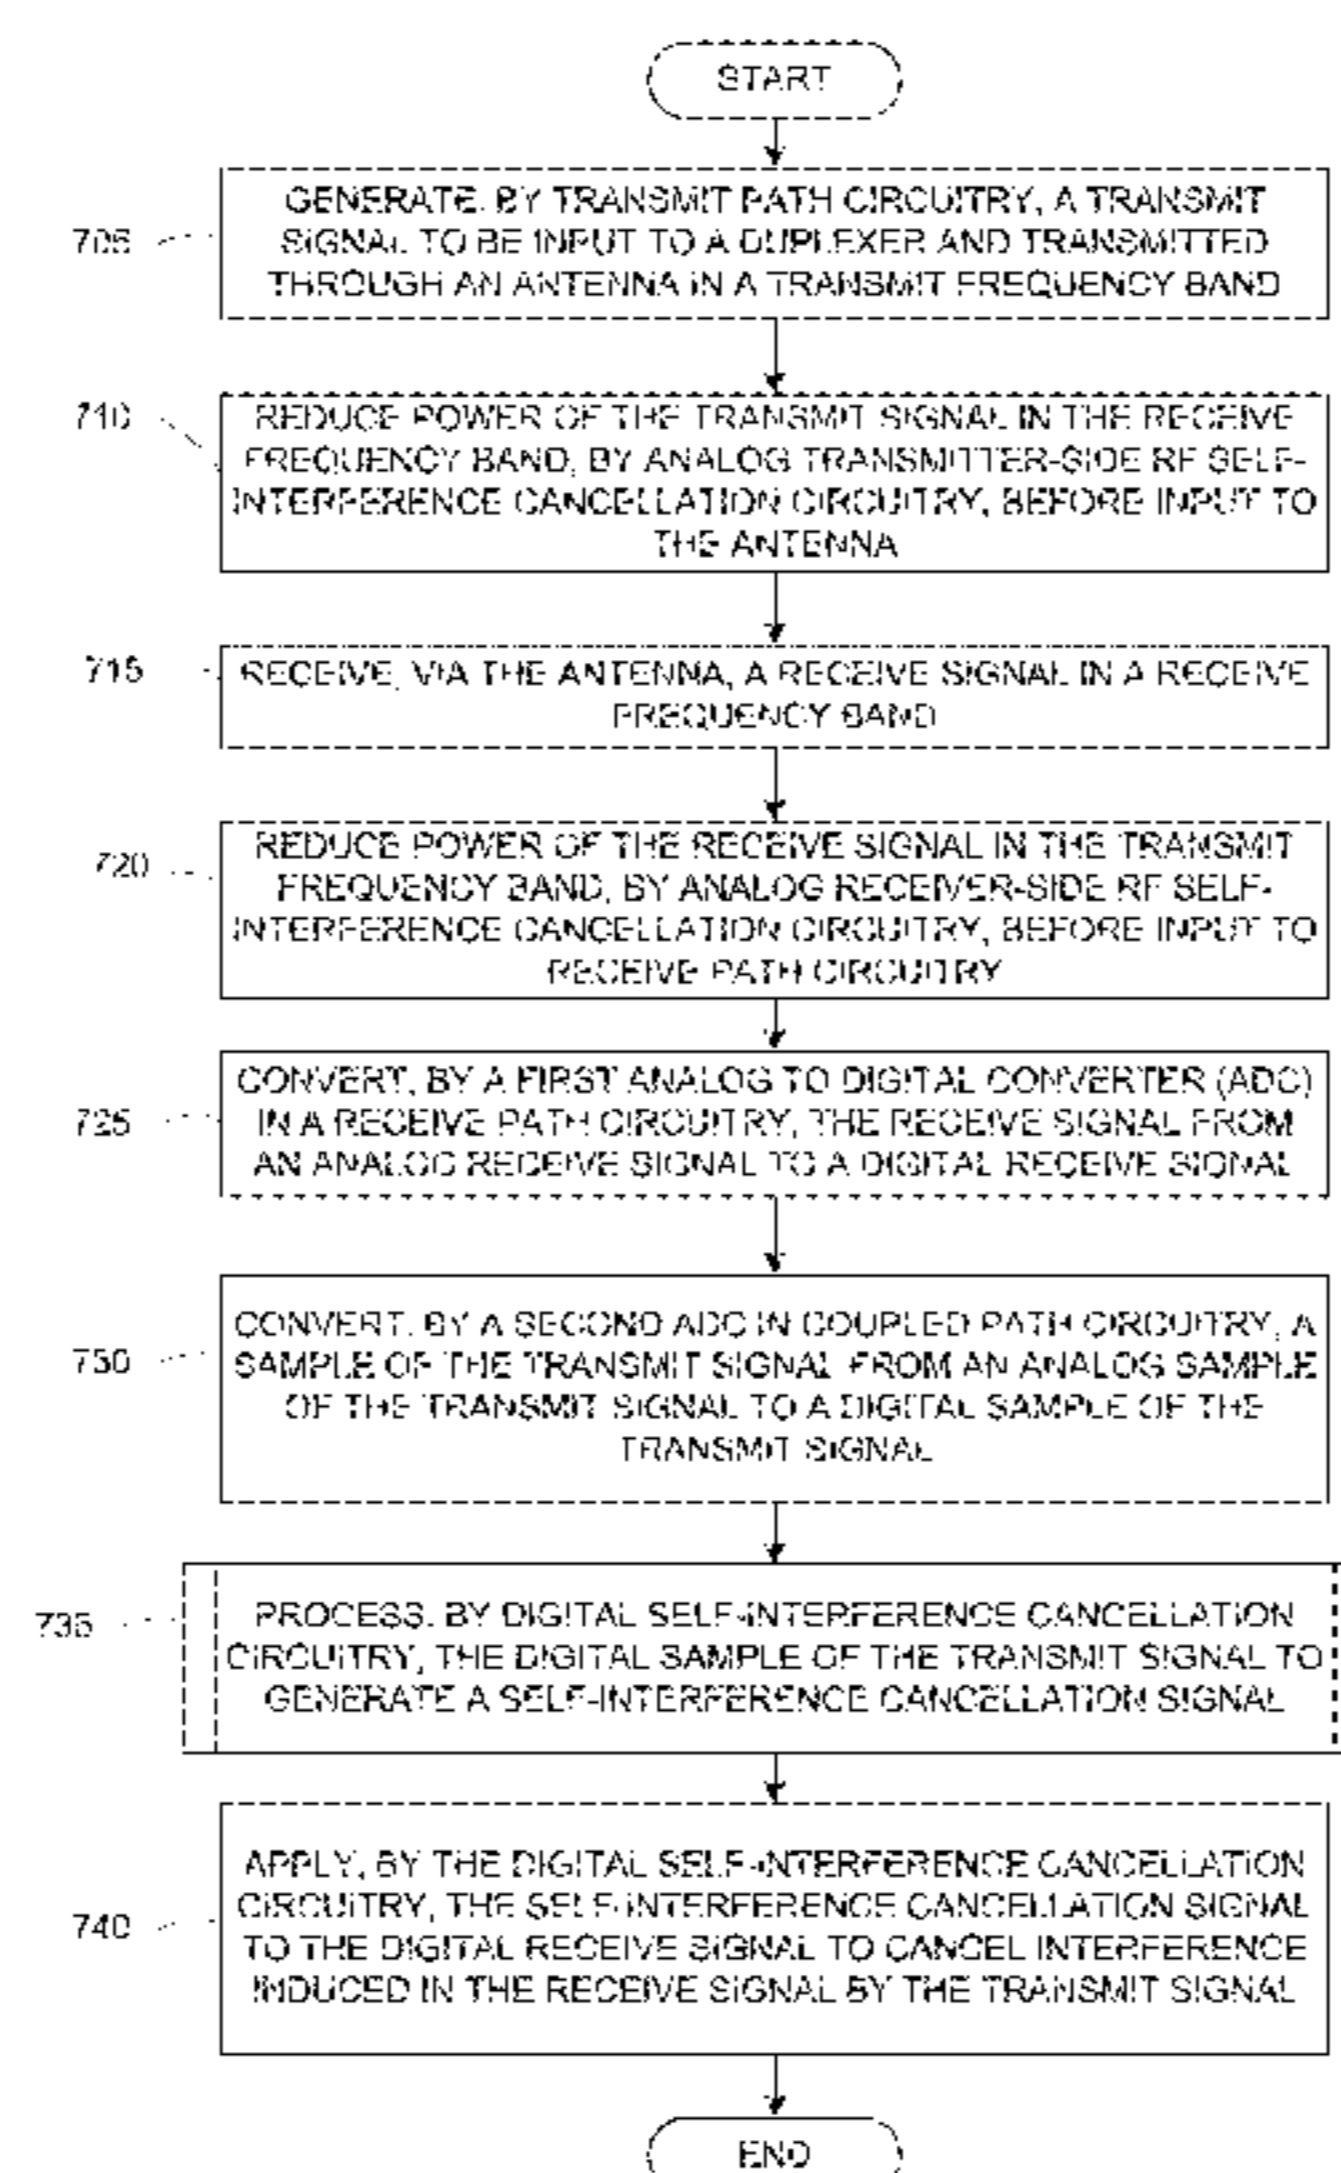 START
705
GENERATE, BY TRANSMIT PATH CIRCUITRY, A TRANSMIT
SIGNAL TO BE INPUT TO A DUPLEXER AND TRANSMITTED
THROUGH AN ANTENNA IN A TRANSMIT FREQUENCY BAND
710
REDUCE POWER OF THE TRANSMIT SIGNAL IN THE RECEIVE
FREQUENCY BAND, BY ANALOG TRANSMITTER-SIDE RF SELF-
INTERFERENCE CANCELLATION CIRCUITRY, BEFORE INPUT TO
THE ANTENNA
715
RECEIVE, VIA THE ANTENNA, A RECEIVE SIGNAL IN A RECEIVE
FREQUENCY BAND
720
REDUCE POWER OF THE RECEIVE SIGNAL IN THE TRANSMIT
FREQUENCY BAND, BY ANALOG RECEIVER-SIDE RF SELF-
INTERFERENCE CANCELLATION CIRCUITRY, BEFORE INPUT TO
RECEIVE PATH CIRCUITRY
725
CONVERT, BY A FIRST ANALOG TO DIGITAL CONVERTER (ADC)
IN A RECEIVE PATH CIRCUITRY, THE RECEIVE SIGNAL FROM
AN ANALOG RECEIVE SIGNAL TO A DIGITAL RECEIVE SIGNAL
730
CONVERT, BY A SECOND ADC IN COUPLED PATH CIRCUITRY, A
SAMPLE OF THE TRANSMIT SIGNAL FROM AN ANALOG SAMPLE
OF THE TRANSMIT SIGNAL TO A DIGITAL SAMPLE OF THE
TRANSMIT SIGNAL
735
PROCESS, BY DIGITAL SELF-INTERFERENCE CANCELLATION
CIRCUITRY, THE DIGITAL SAMPLE OF THE TRANSMIT SIGNAL TO
GENERATE A SELF-INTERFERENCE CANCELLATION SIGNAL
740
APPLY, BY THE DIGITAL SELF-INTERFERENCE CANCELLATION
CIRCUITRY, THE SELF-INTERFERENCE CANCELLATION SIGNAL
TO THE DIGITAL RECEIVE SIGNAL TO CANCEL INTERFERENCE
INDUCED IN THE RECEIVE SIGNAL BY THE TRANSMIT SIGNAL
END